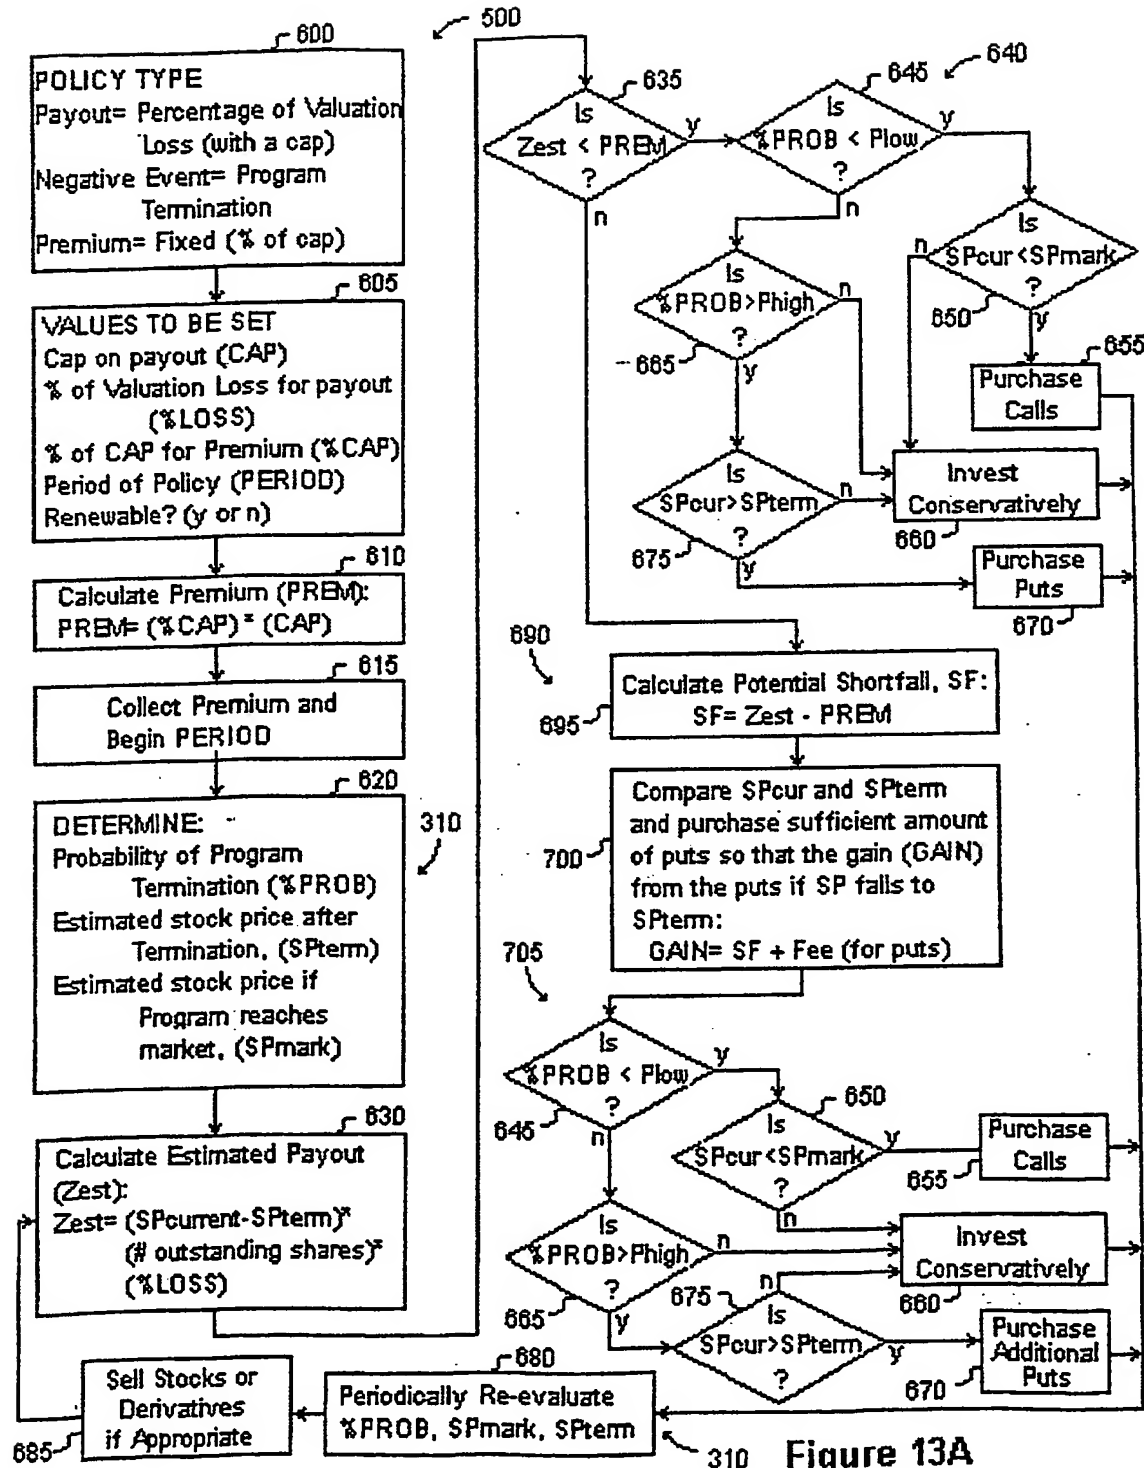 600
500
POLICY TYPE
Payout= Percentage of Valuation
Loss (with a cap)
Negative Event= Program
Termination
Premium= Fixed (% of cap)
605
VALUES TO BE SET
Cap on payout (CAP)
% of Valuation Loss for payout
(%LOSS)
% of CAP for Premium (%CAP)
Period of Policy (PERIOD)
Renewable? (y or n)
610
Calculate Premium (PREM):
PREM= (%CAP) * (CAP)
615
Collect Premium and
Begin PERIOD
620
310
DETERMINE:
Probability of Program
Termination (%PROB)
Estimated stock price after
Termination, (SPterm)
Estimated stock price if
Program reaches
market, (SPmark)
630
Calculate Estimated Payout
(Zest):
Zest= (SPcurrent-SPterm)*
(# outstanding shares)*
(%LOSS)
635
Is
Zest < PREM
?
y
n
645
640
Is
%PROB < Plow
?
y
n
Is
SPcur<SPmark
?
n
650
y
655
Purchase
Calls
Is
%PROB>Phigh
?
n
665
y
Is
SPcur>SPterm
?
n
675
y
Invest
Conservatively
660
Purchase
Puts
670
690
Calculate Potential Shortfall, SF:
SF= Zest - PREM
695
Compare SPcur and SPterm
and purchase sufficient amount
of puts so that the gain (GAIN)
from the puts if SP falls to
SPterm:
GAIN= SF + Fee (for puts)
700
705
Is
%PROB < Plow
?
y
645
n
650
Is
SPcur<SPmark
?
y
n
Purchase
Calls
655
Is
%PROB>Phigh
?
n
665
y
Invest
Conservatively
660
n
675
Is
SPcur>SPterm
?
y
Purchase
Additional
Puts
670
680
Periodically Re-evaluate
%PROB, SPmark, SPterm
310
Sell Stocks or
Derivatives
if Appropriate
685
Figure 13A